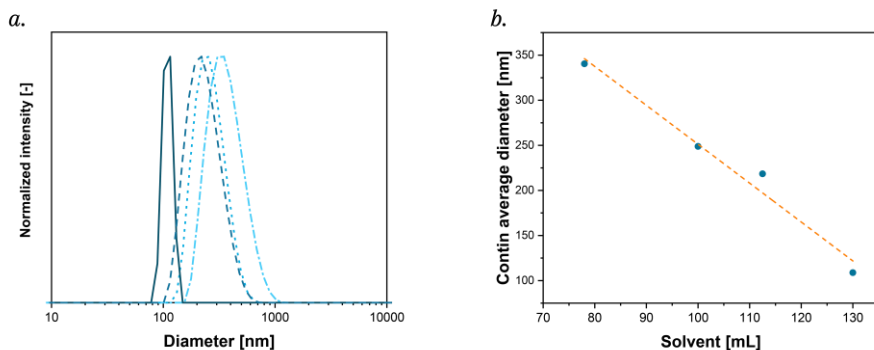 a.
Normalized intensity [-]
10
100
1000
10000
Diameter [nm]
b.
Contin average diameter [nm]
350
300
250
200
150
100
70
80
90
100
110
120
130
Solvent [mL]